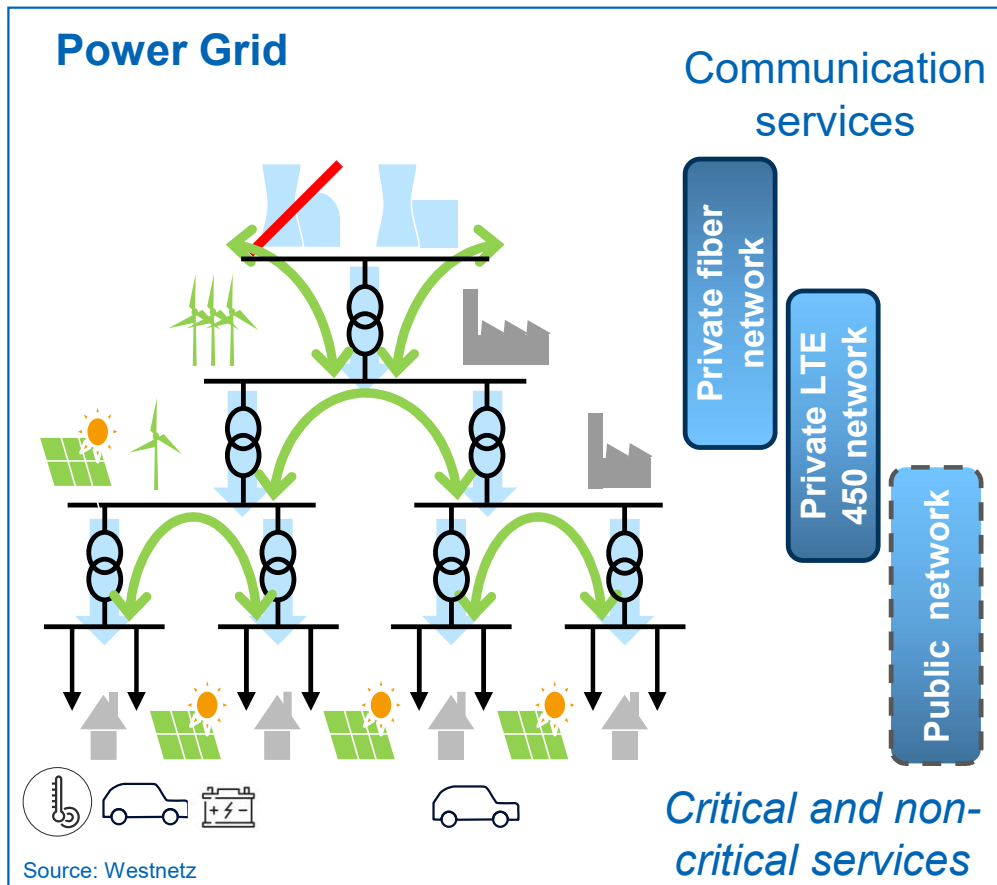 Power Grid
Communication
services
Private fiber
network
Private LTE
450 network
Public network
Critical and non-
critical services
Source: Westnetz